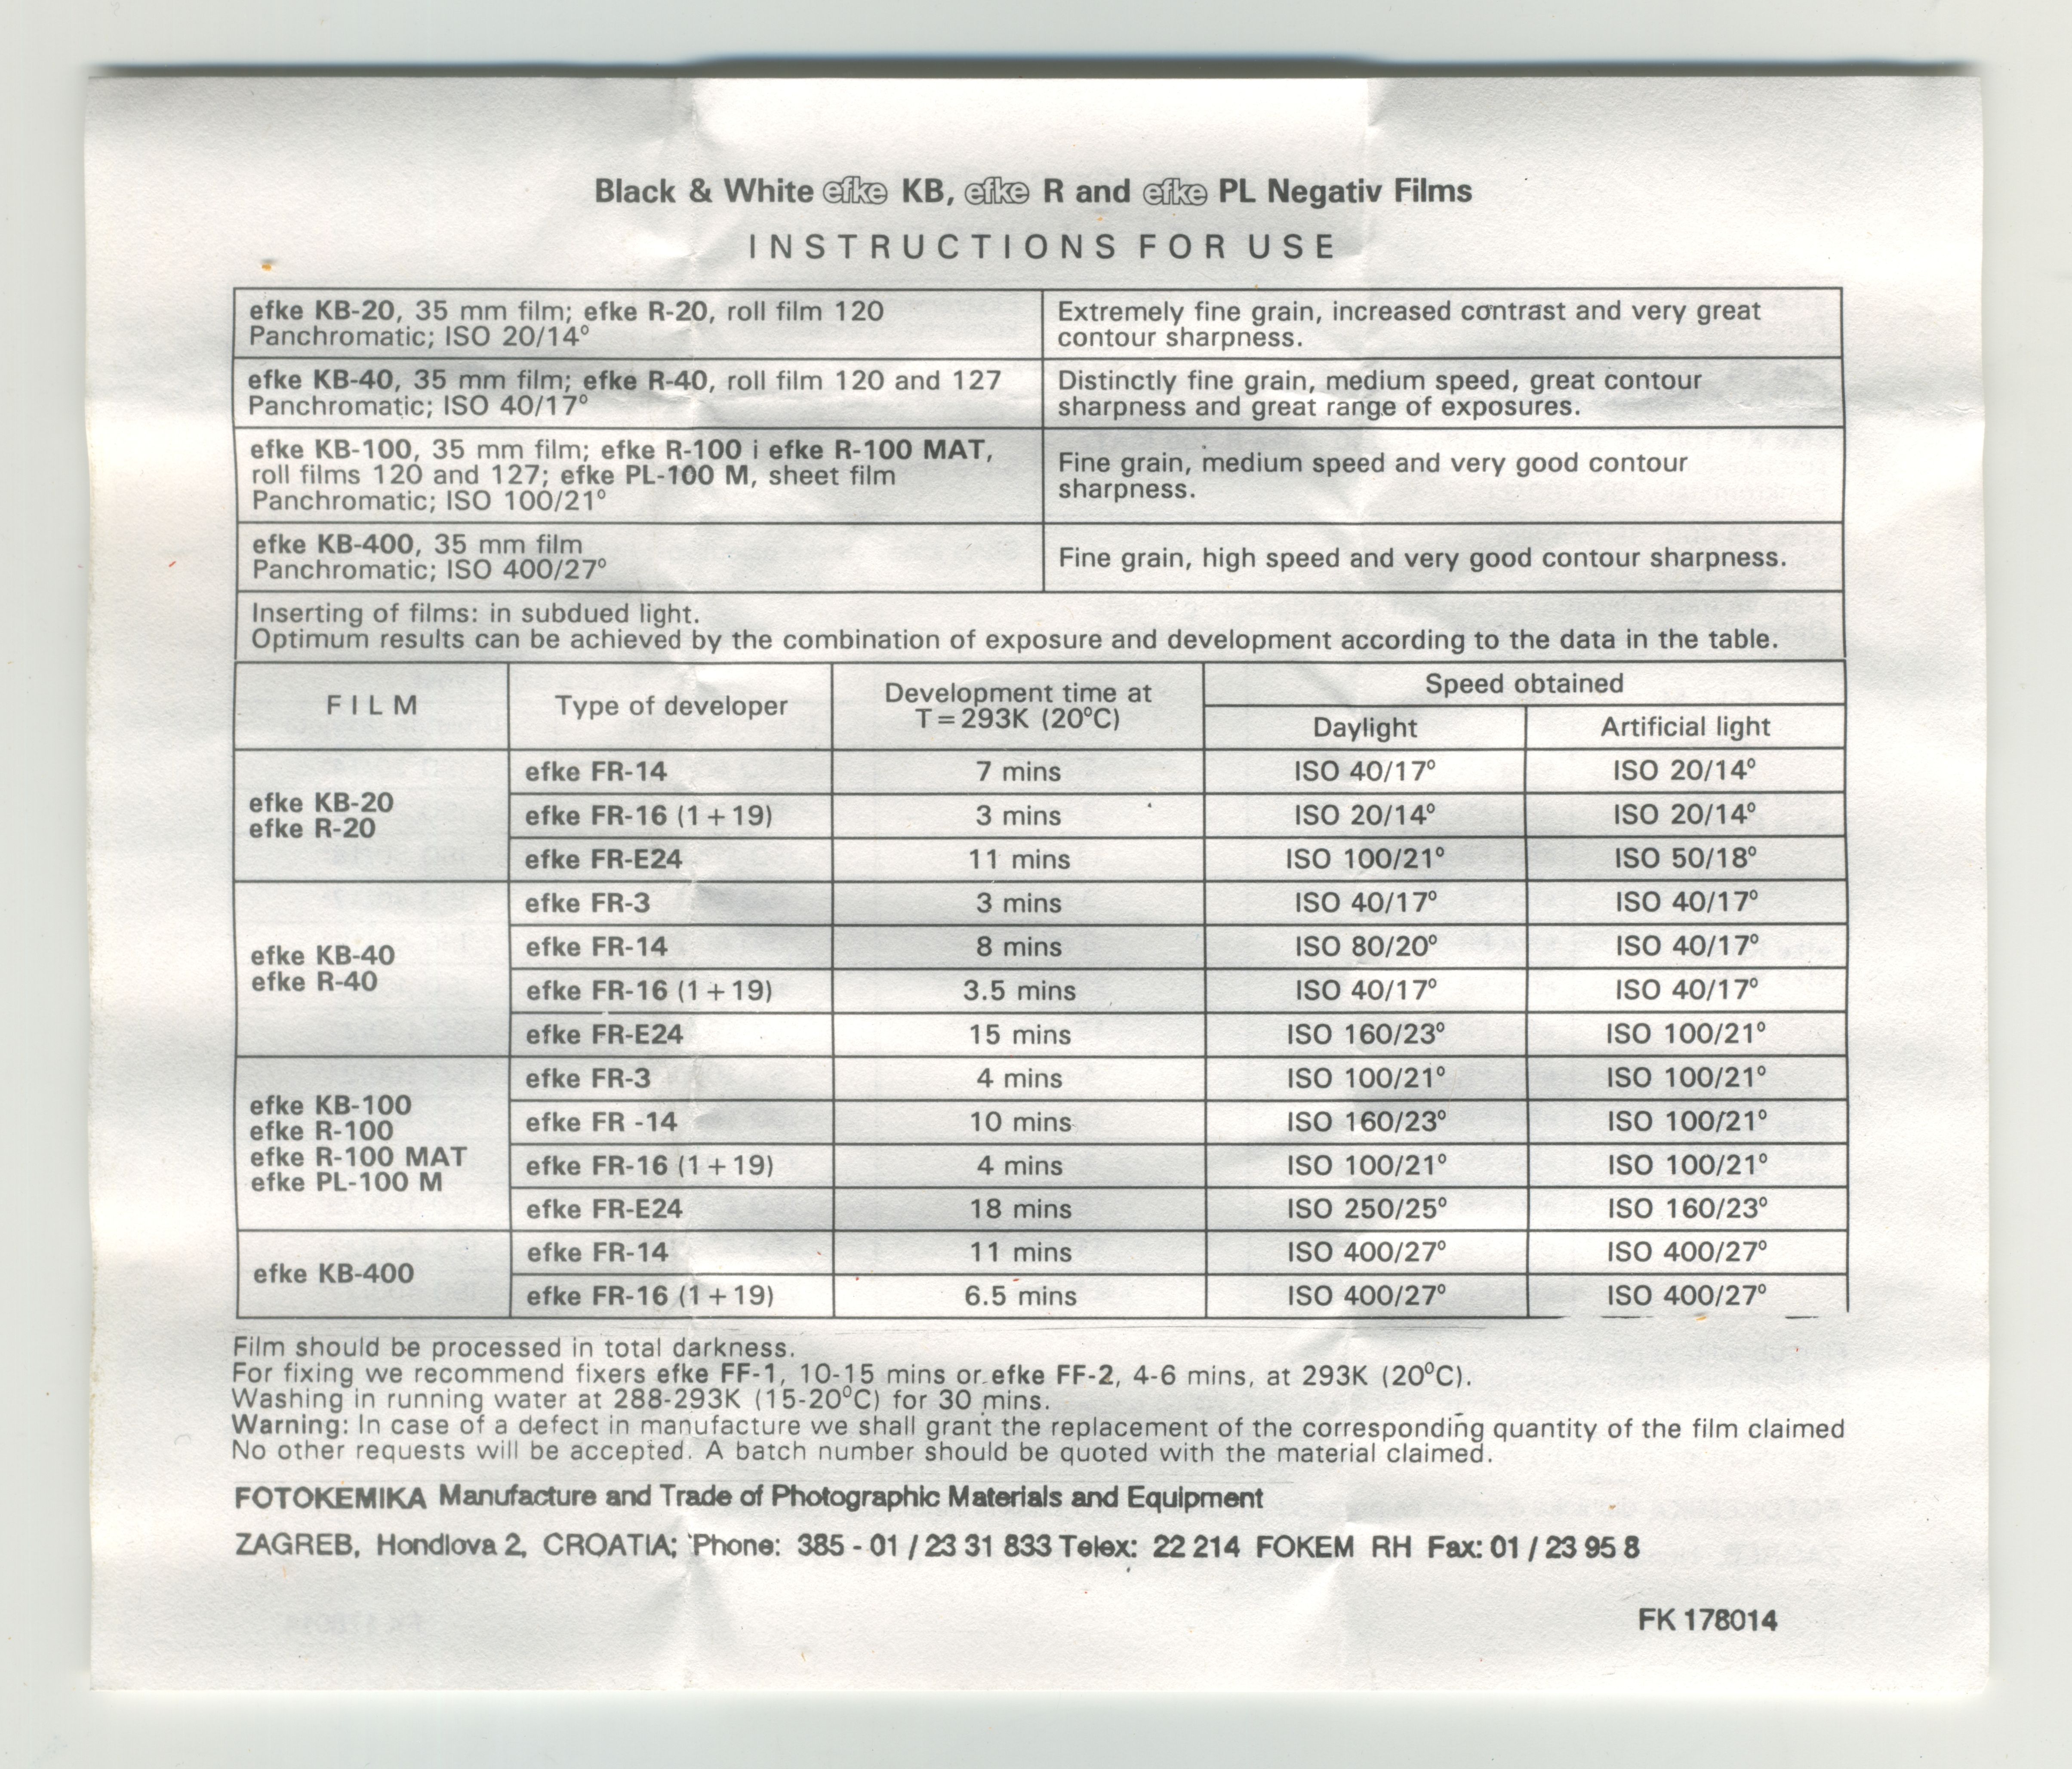 Black & White efke KB, efke R and efke PL Negativ Films
INSTRUCTIONS FOR USE
efke KB-20, 35 mm film; efke R-20, roll film 120
Panchromatic; ISO 20/14°
Extremely fine grain, increased contrast and very great
contour sharpness.
efke KB-40, 35 mm film; efke R-40, roll film 120 and 127
Panchromatic; ISO 40/17°
Distinctly fine grain, medium speed, great contour
sharpness and great range of exposures.
efke KB-100, 35 mm film; efke R-100 i efke R-100 MAT,
roll films 120 and 127; efke PL-100 M, sheet film
Panchromatic; ISO 100/21°
Fine grain, medium speed and very good contour
sharpness.
efke KB-400, 35 mm film
Panchromatic; ISO 400/27°
Fine grain, high speed and very good contour sharpness.
Inserting of films: in subdued light.
Optimum results can be achieved by the combination of exposure and development according to the data in the table.
FILM
Type of developer
Development time at
T=293K (20°C)
Speed obtained
Daylight
Artificial light
efke KB-20
efke R-20
efke FR-14 7 mins ISO 40/17° ISO 20/14°
efke FR-16 (1+19) 3 mins ISO 20/14° ISO 20/14°
efke FR-E24 11 mins ISO 100/21° ISO 50/18°
efke KB-40
efke R-40
efke FR-3 3 mins ISO 40/17° ISO 40/17°
efke FR-14 8 mins ISO 80/20° ISO 40/17°
efke FR-16 (1+19) 3.5 mins ISO 40/17° ISO 40/17°
efke FR-E24 15 mins ISO 160/23° ISO 100/21°
efke KB-100
efke R-100
efke R-100 MAT
efke PL-100 M
efke FR-3 4 mins ISO 100/21° ISO 100/21°
efke FR -14 10 mins ISO 160/23° ISO 100/21°
efke FR-16 (1+19) 4 mins ISO 100/21° ISO 100/21°
efke FR-E24 18 mins ISO 250/25° ISO 160/23°
efke KB-400
efke FR-14 11 mins ISO 400/27° ISO 400/27°
efke FR-16 (1+19) 6.5 mins ISO 400/27° ISO 400/27°
Film should be processed in total darkness.
For fixing we recommend fixers efke FF-1, 10-15 mins or efke FF-2, 4-6 mins, at 293K (20°C).
Washing in running water at 288-293K (15-20°C) for 30 mins.
Warning: In case of a defect in manufacture we shall grant the replacement of the corresponding quantity of the film claimed
No other requests will be accepted. A batch number should be quoted with the material claimed.
FOTOKEMIKA Manufacture and Trade of Photographic Materials and Equipment
ZAGREB, Hondlova 2, CROATIA; Phone: 385 - 01 / 23 31 833 Telex: 22 214 FOKEM RH Fax: 01 / 23 95 8
FK 178014